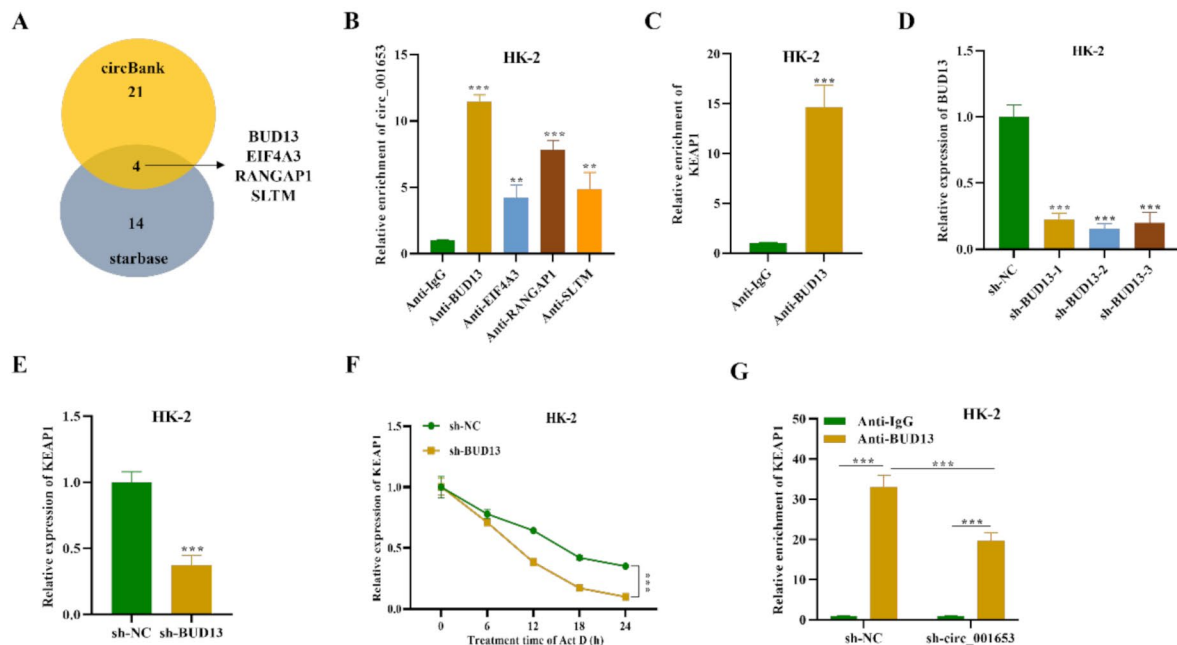 A
circBank
21
4
14
starbase
BUD13
EIF4A3
RANGAP1
SLTM
B
HK-2
Relative enrichment of circ_001653
15
10
5
0
***
**
***
**
Anti-IgG
Anti-BUD13
Anti-EIF4A3
Anti-RANGAP1
Anti-SLTM
C
HK-2
Relative enrichment of
KEAP1
20
15
10
5
0
***
Anti-IgG
Anti-BUD13
D
HK-2
Relative expression of BUD13
1.5
1.0
0.5
0.0
***
***
***
sh-NC
sh-BUD13-1
sh-BUD13-2
sh-BUD13-3
E
HK-2
Relative expression of KEAP1
1.5
1.0
0.5
0.0
***
sh-NC
sh-BUD13
F
HK-2
sh-NC
sh-BUD13
Relative expression of KEAP1
1.5
1.0
0.5
0.0
***
0 6 12 18 24
Treatment time of Act D (h)
G
HK-2
Anti-IgG
Anti-BUD13
Relative enrichment of KEAP1
50
40
30
20
10
0
***
***
***
sh-NC
sh-circ_001653